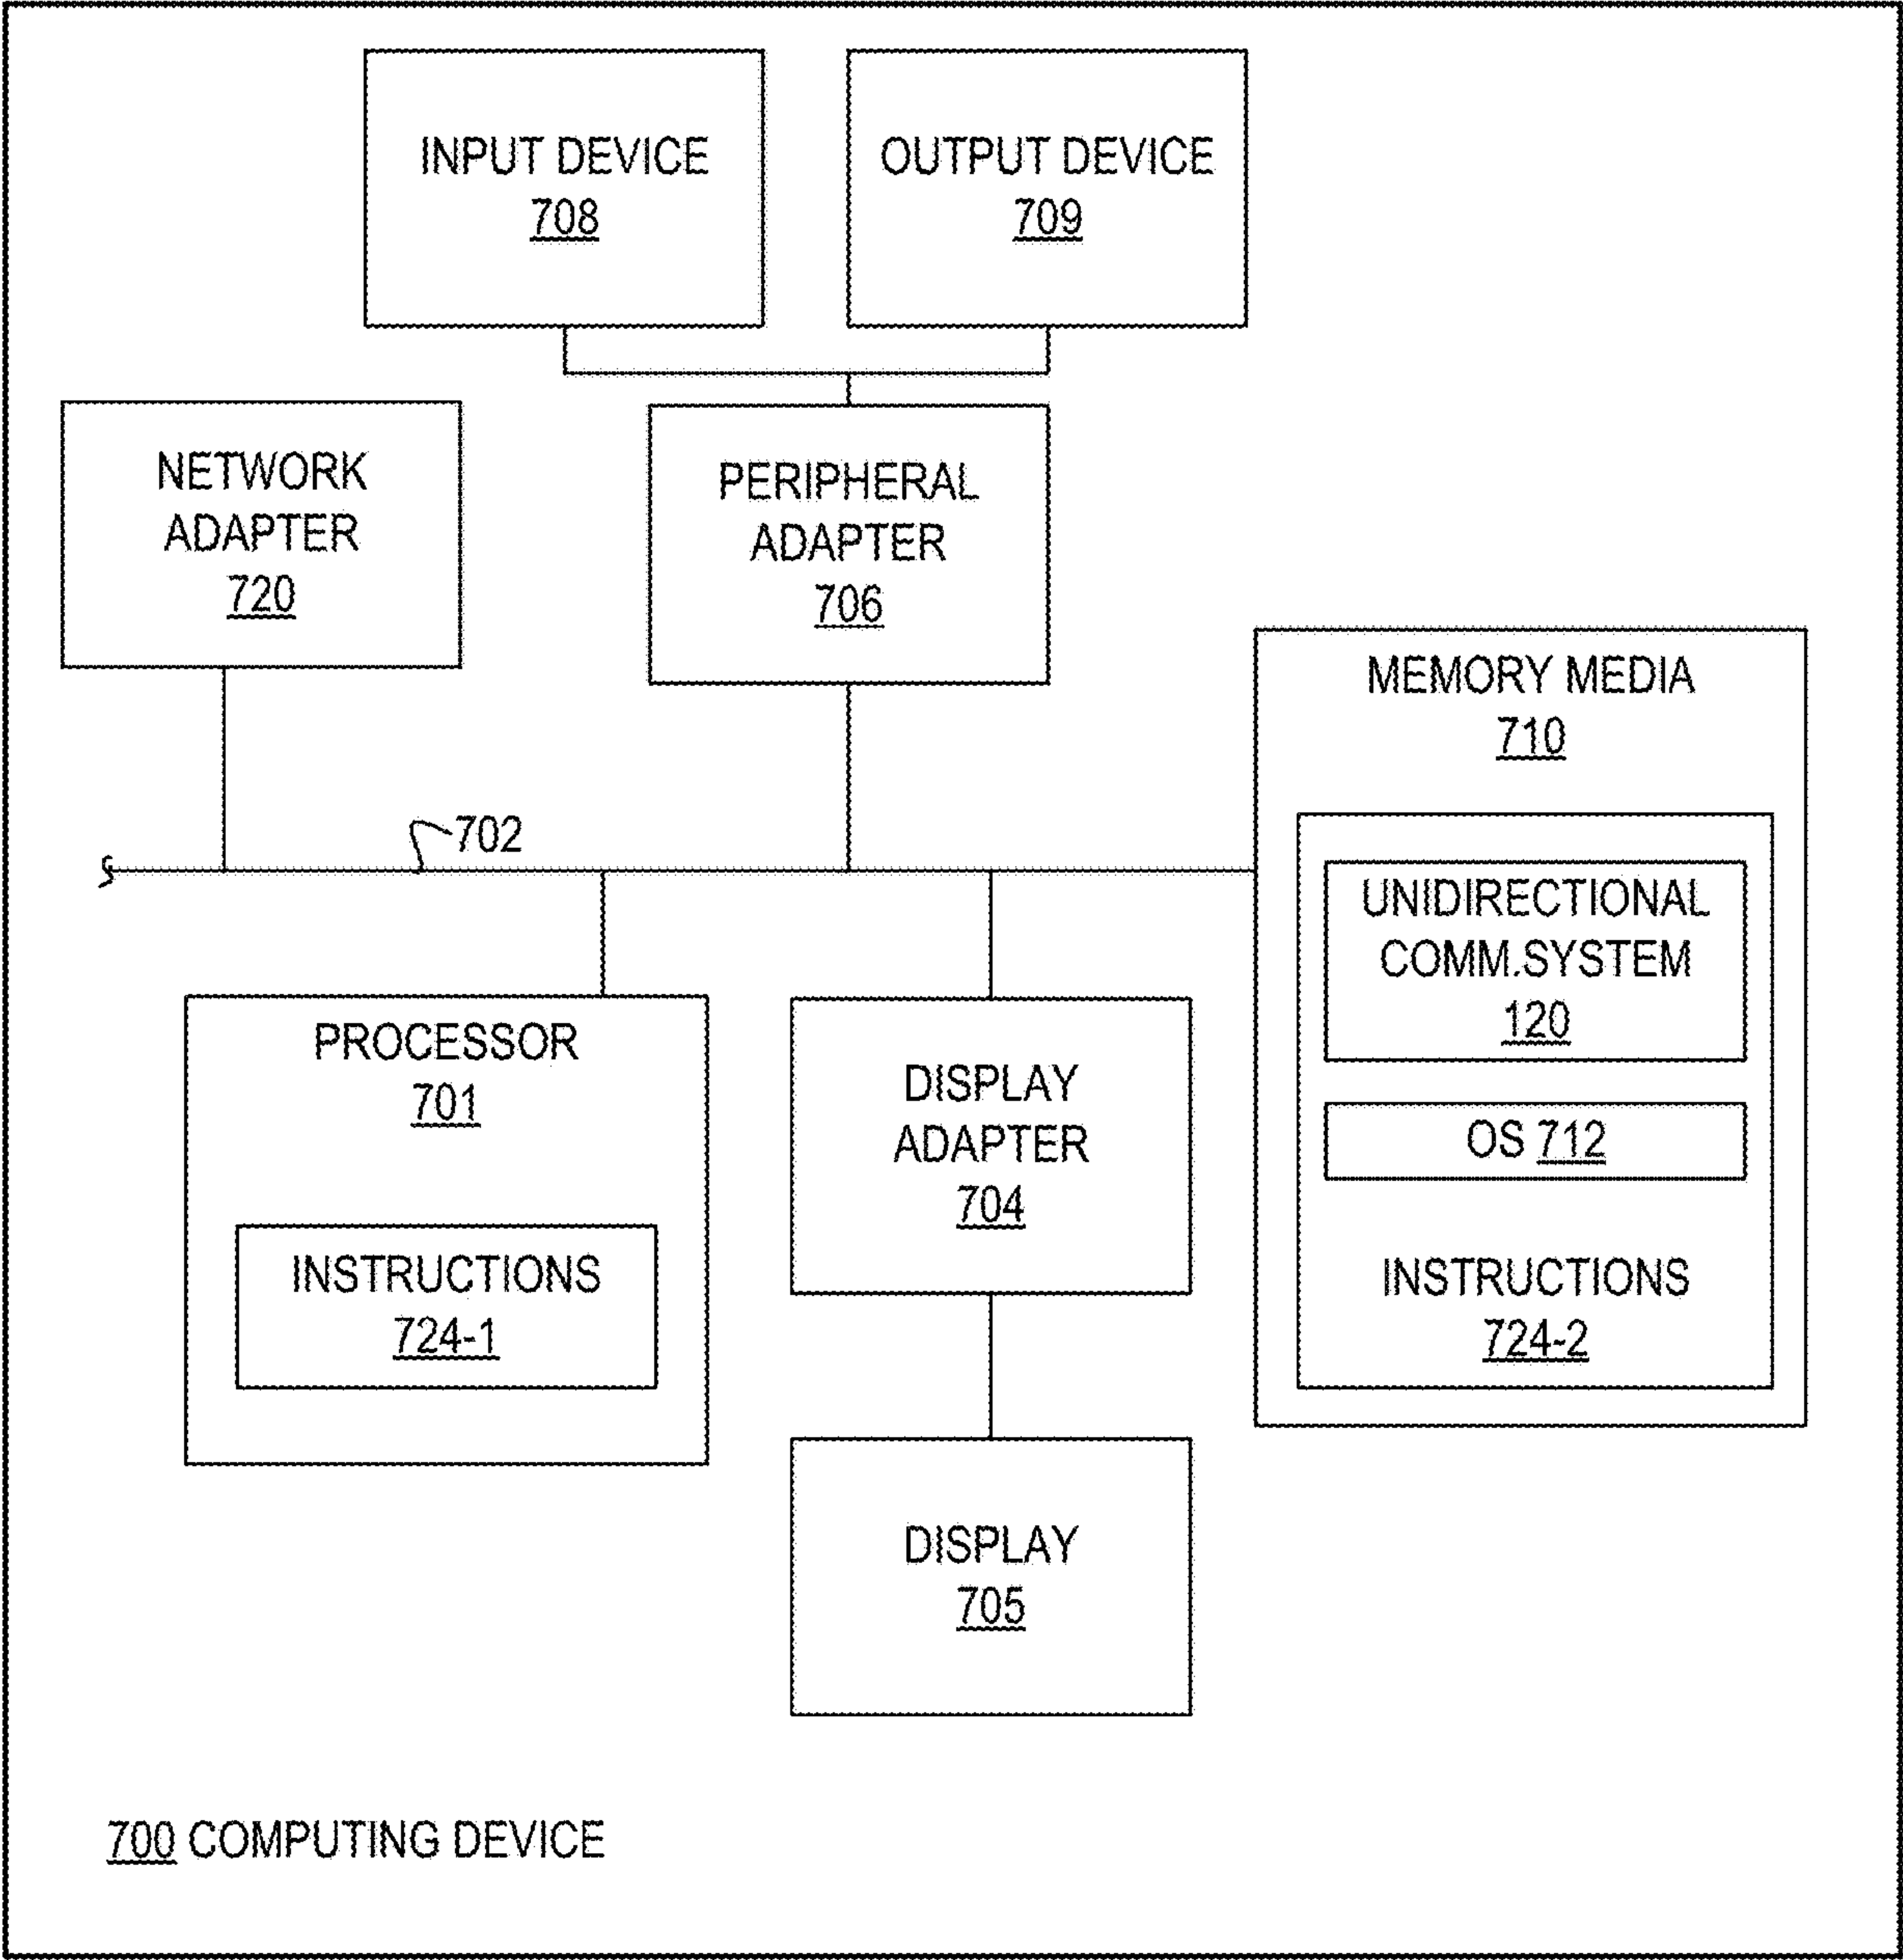 INPUT DEVICE
708
OUTPUT DEVICE
709
NETWORK
ADAPTER
720
PERIPHERAL
ADAPTER
706
MEMORY MEDIA
710
702
UNIDIRECTIONAL
COMM.SYSTEM
120
OS 712
INSTRUCTIONS
724-2
PROCESSOR
701
INSTRUCTIONS
724-1
DISPLAY
ADAPTER
704
DISPLAY
705
700 COMPUTING DEVICE